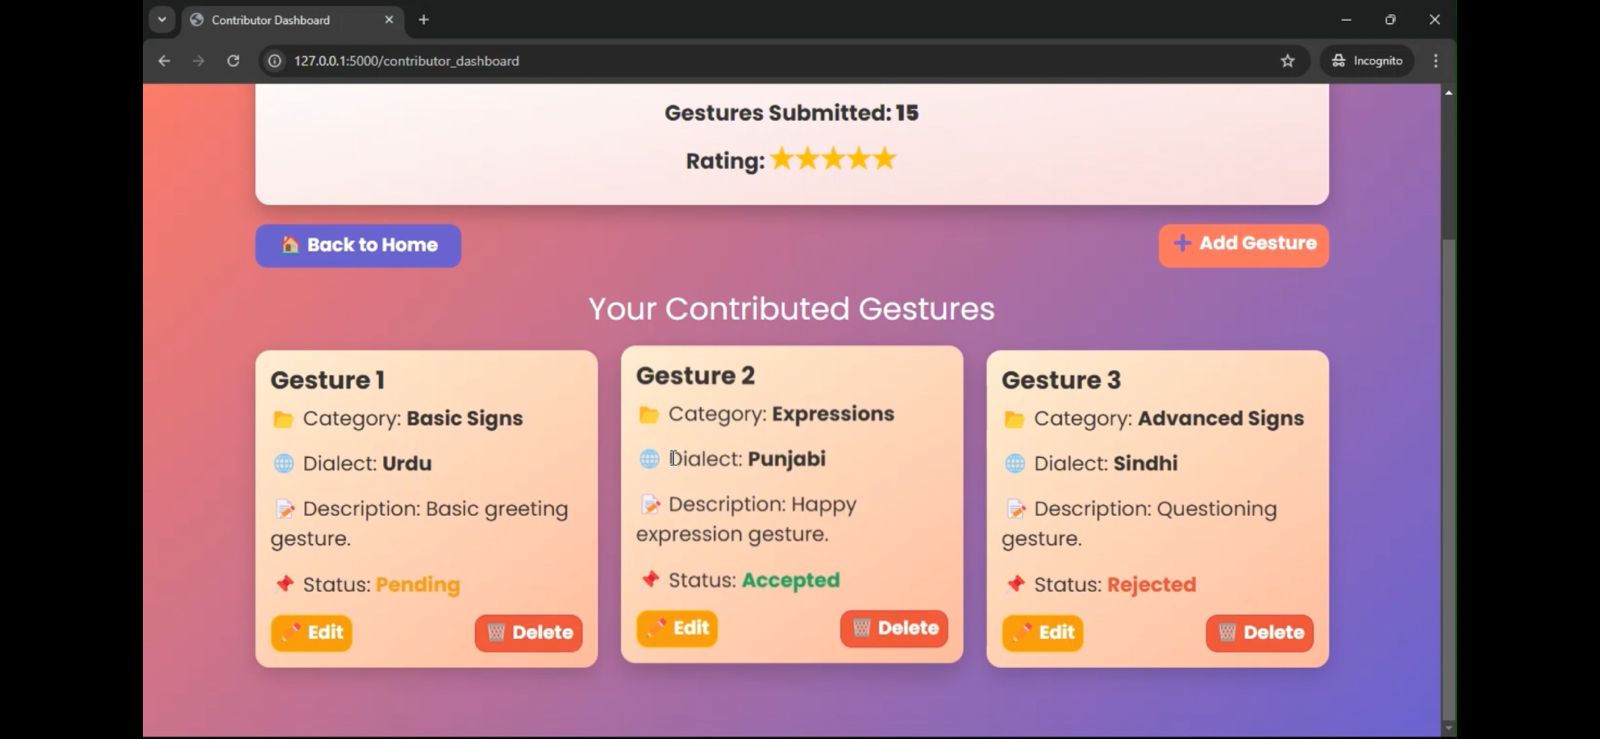 Contributor Dashboard
127.0.0.1:5000/contributor_dashboard
Incognito
Gestures Submitted: 15
Rating: ★★★★★
🏠 Back to Home
➕ Add Gesture
Your Contributed Gestures
Gesture 1
📂 Category: Basic Signs
🌐 Dialect: Urdu
📝 Description: Basic greeting
gesture.
📌 Status: Pending
✏️ Edit
🗑️ Delete
Gesture 2
📂 Category: Expressions
🌐 Dialect: Punjabi
📝 Description: Happy
expression gesture.
📌 Status: Accepted
✏️ Edit
🗑️ Delete
Gesture 3
📂 Category: Advanced Signs
🌐 Dialect: Sindhi
📝 Description: Questioning
gesture.
📌 Status: Rejected
✏️ Edit
🗑️ Delete